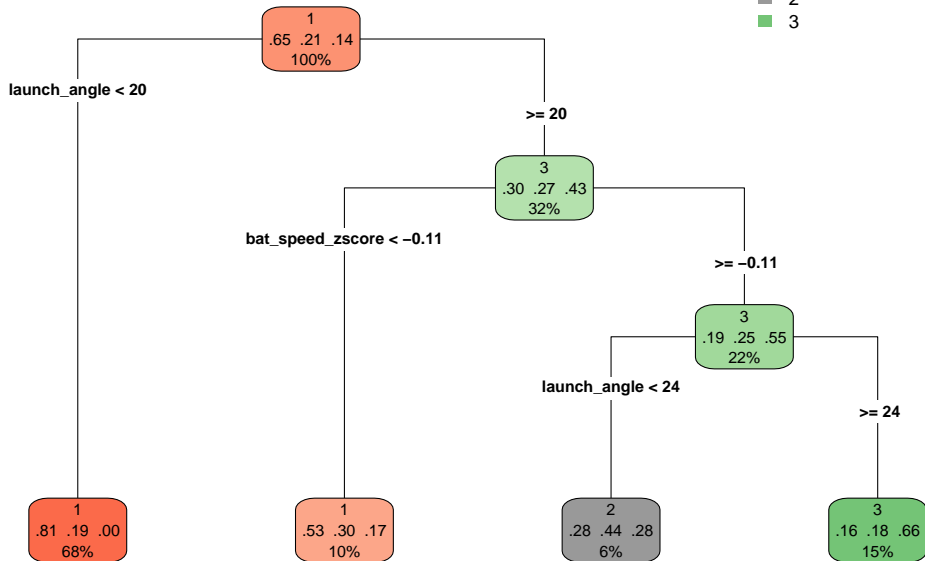 2
3
1
.65 .21 .14
100%
launch_angle < 20
>= 20
3
.30 .27 .43
32%
bat_speed_zscore < −0.11
>= −0.11
3
.19 .25 .55
22%
launch_angle < 24
>= 24
1
.81 .19 .00
68%
1
.53 .30 .17
10%
2
.28 .44 .28
6%
3
.16 .18 .66
15%